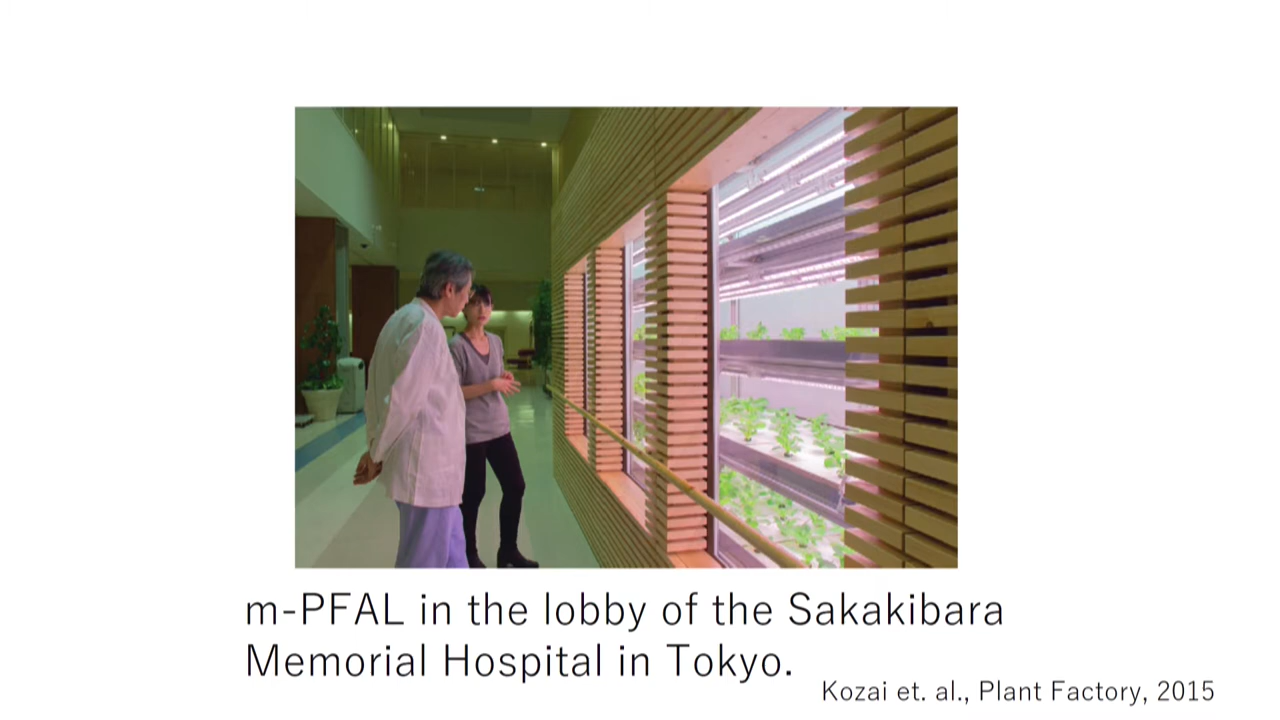 m-PFAL in the lobby of the Sakakibara
Memorial Hospital in Tokyo.
Kozai et. al., Plant Factory, 2015